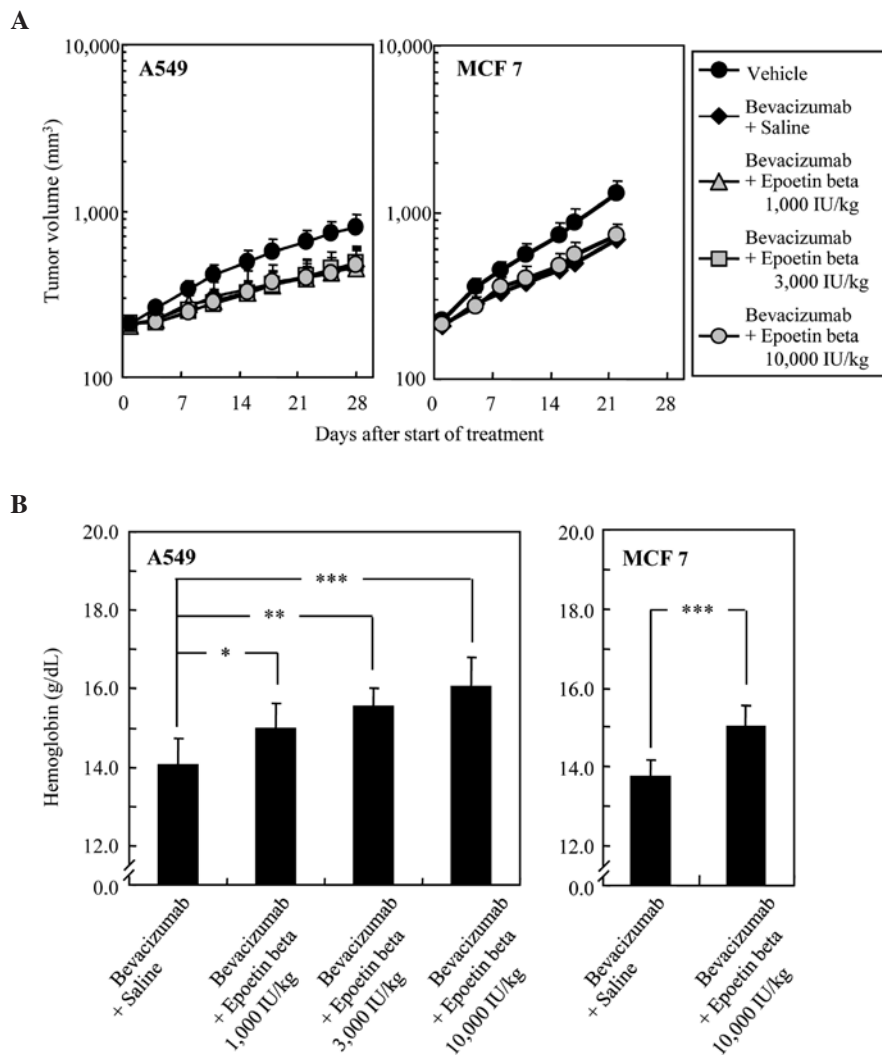 A
10,000
A549
1,000
100
Tumor volume (mm³)
0 7 14 21 28
10,000
MCF 7
1,000
100
0 7 14 21 28
Days after start of treatment
Vehicle
Bevacizumab
+ Saline
Bevacizumab
+ Epoetin beta
1,000 IU/kg
Bevacizumab
+ Epoetin beta
3,000 IU/kg
Bevacizumab
+ Epoetin beta
10,000 IU/kg
B
20.0
18.0
16.0
14.0
12.0
0.0
Hemoglobin (g/dL)
A549
***
**
*
Bevacizumab
+ Saline
Bevacizumab
+ Epoetin beta
1,000 IU/kg
Bevacizumab
+ Epoetin beta
3,000 IU/kg
Bevacizumab
+ Epoetin beta
10,000 IU/kg
20.0
18.0
16.0
14.0
12.0
0.0
MCF 7
***
Bevacizumab
+ Saline
Bevacizumab
+ Epoetin beta
10,000 IU/kg